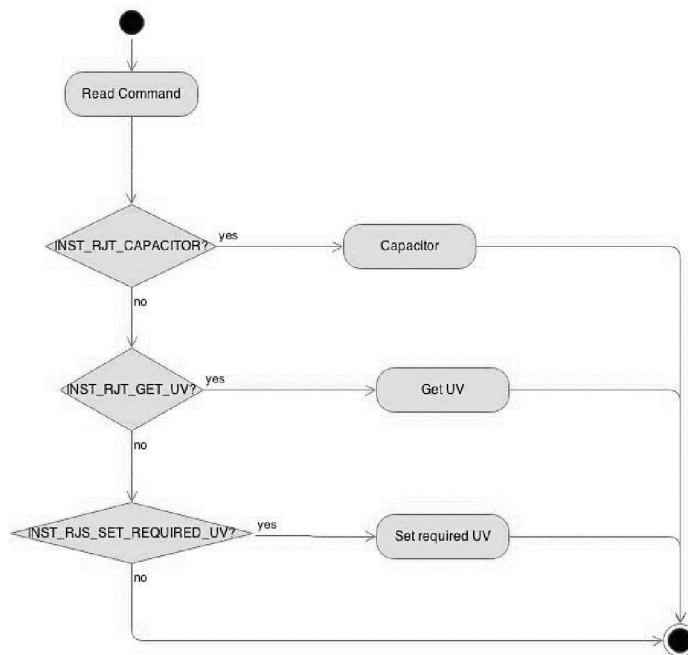 Read Command
INST_RJT_CAPACITOR?
yes
Capacitor
no
INST_RJT_GET_UV?
yes
Get UV
no
INST_RJS_SET_REQUIRED_UV?
yes
Set required UV
no